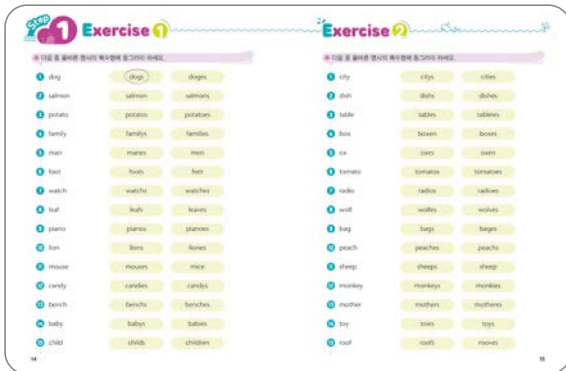 Step 1 Exercise 1
다음 중 올바른 명사의 복수형에 동그라미 하세요.
1 dog dogs doges
2 salmon salmon salmons
3 potato potatos potatoes
4 family familys families
5 man manes men
6 foot foots feet
7 watch watchs watches
8 leaf leafs leaves
9 piano pianos pianoes
10 lion lions liones
11 mouse mouses mice
12 candy candies candys
13 bench benchs benches
14 baby babys babies
15 child childs children
14
Exercise 2
다음 중 올바른 명사의 복수형에 동그라미 하세요.
1 city citys cities
2 dish dishs dishes
3 table tables tableies
4 box boxen boxes
5 ox oxes oxen
6 tomato tomatos tomatoes
7 radio radios radioes
8 wolf wolfes wolves
9 bag bags bages
10 peach peaches peachs
11 sheep sheeps sheep
12 monkey monkeys monkies
13 mother mothers motheres
14 toy toies toys
15 roof roofs rooves
15